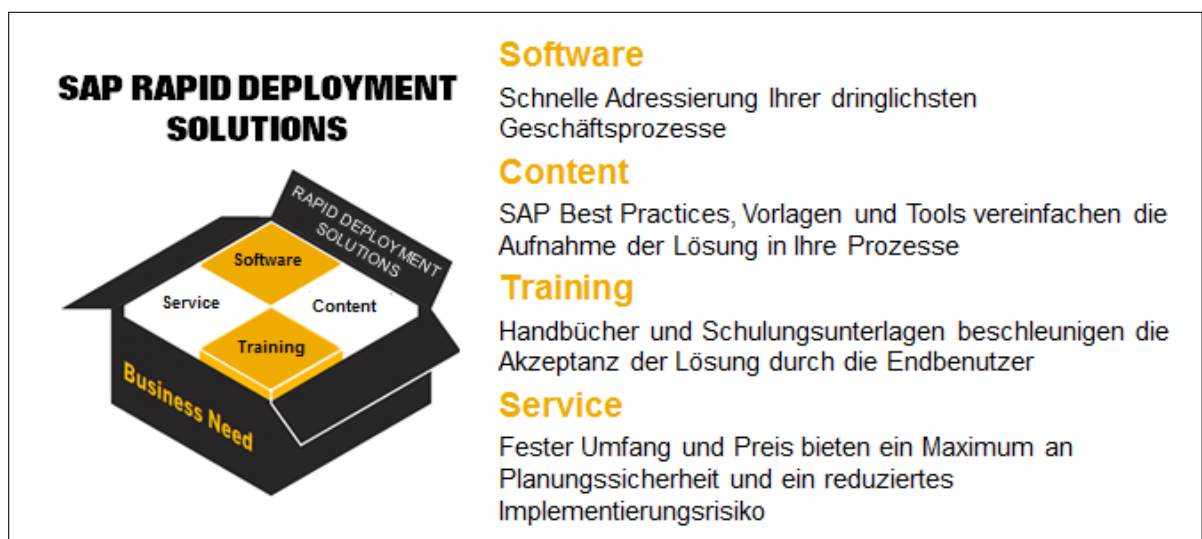 SAP RAPID DEPLOYMENT
SOLUTIONS
RAPID DEPLOYMENT
SOLUTIONS
Software
Service
Content
Training
Business Need
Software
Schnelle Adressierung Ihrer dringlichsten
Geschäftsprozesse
Content
SAP Best Practices, Vorlagen und Tools vereinfachen die
Aufnahme der Lösung in Ihre Prozesse
Training
Handbücher und Schulungsunterlagen beschleunigen die
Akzeptanz der Lösung durch die Endbenutzer
Service
Fester Umfang und Preis bieten ein Maximum an
Planungssicherheit und ein reduziertes
Implementierungsrisiko